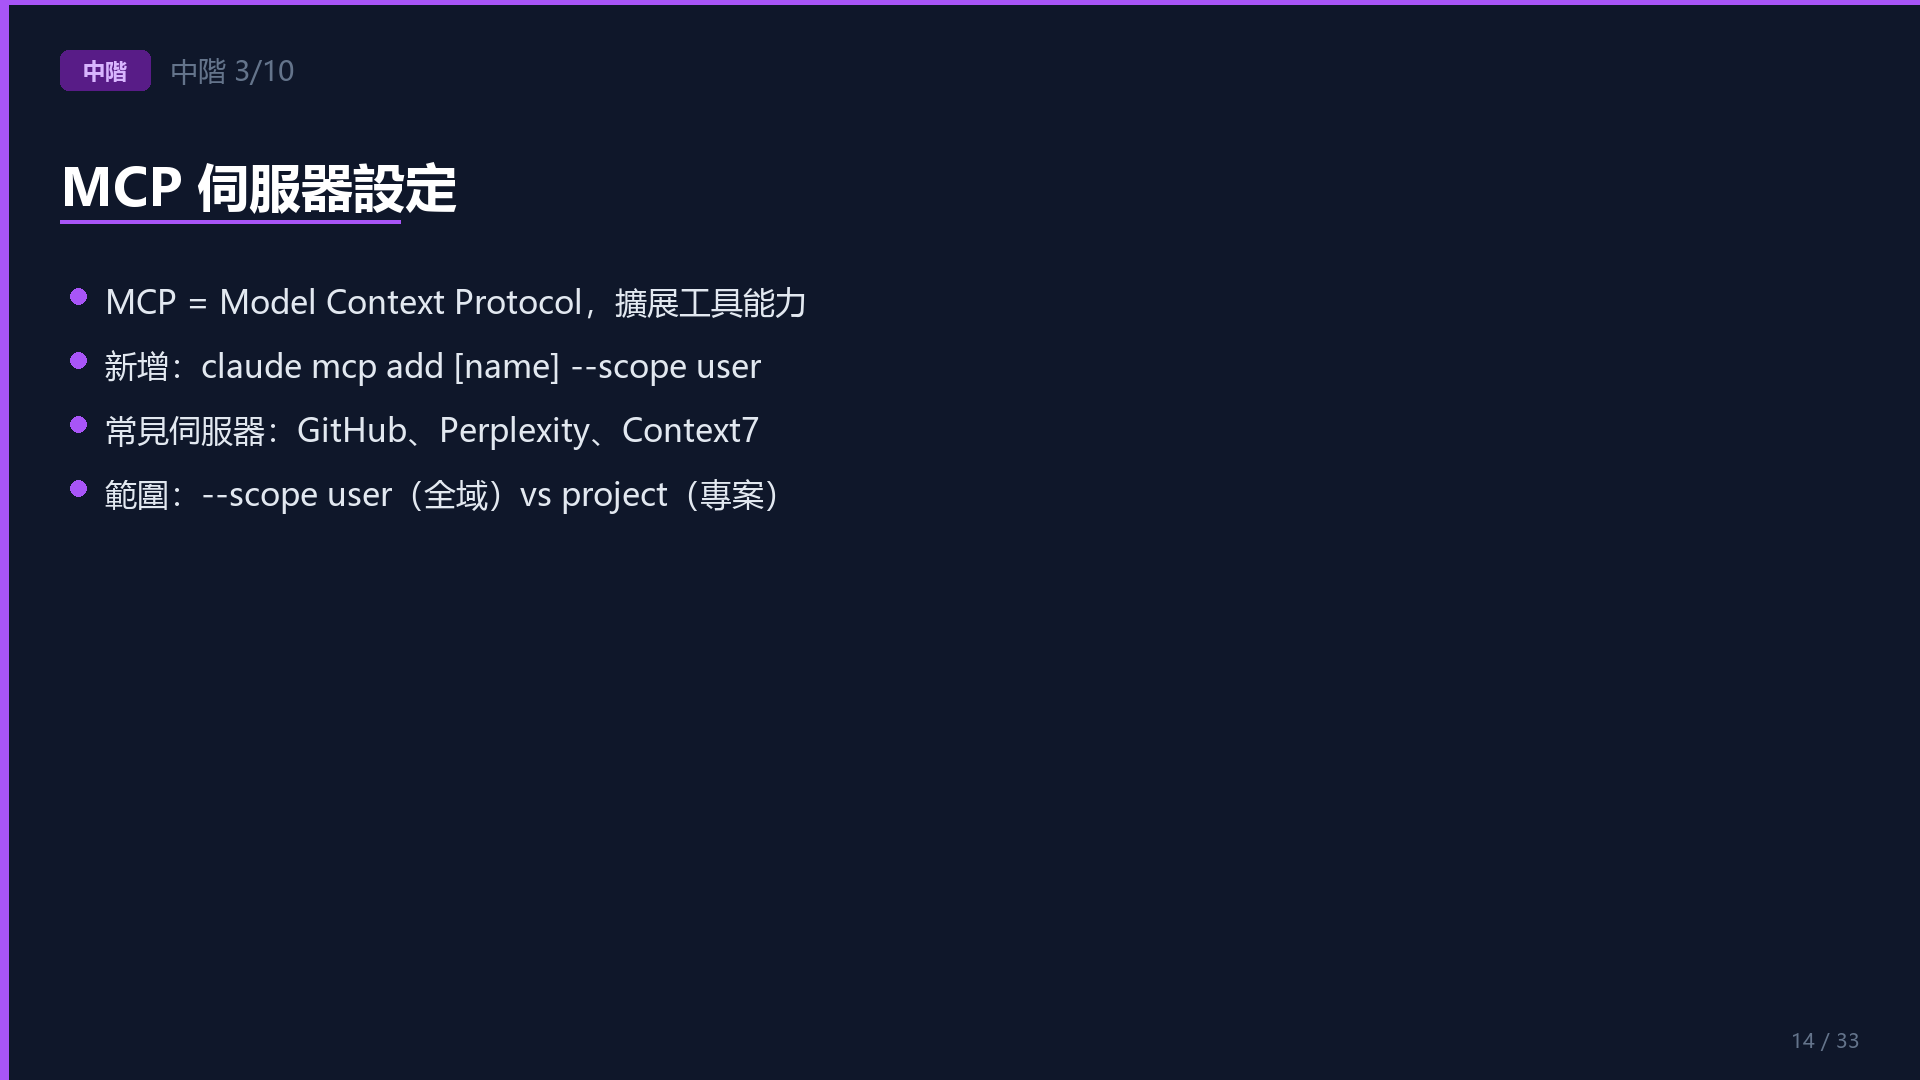 中階
中階 3/10
MCP 伺服器設定
MCP = Model Context Protocol，擴展工具能力
新增：claude mcp add [name] --scope user
常見伺服器：GitHub、Perplexity、Context7
範圍：--scope user（全域）vs project（專案）
14 / 33